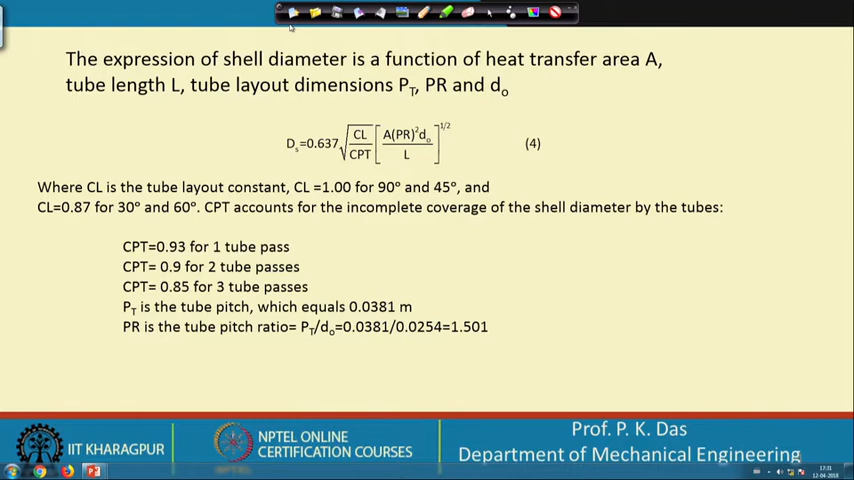 The expression of shell diameter is a function of heat transfer area A,
tube length L, tube layout dimensions P_T, PR and d_o
D_s=0.637√(CL/CPT) [A(PR)²d_o/L]^1/2 (4)
Where CL is the tube layout constant, CL =1.00 for 90° and 45°, and
CL=0.87 for 30° and 60°. CPT accounts for the incomplete coverage of the shell diameter by the tubes:
CPT=0.93 for 1 tube pass
CPT= 0.9 for 2 tube passes
CPT= 0.85 for 3 tube passes
P_T is the tube pitch, which equals 0.0381 m
PR is the tube pitch ratio= P_T/d_o=0.0381/0.0254=1.501
IIT KHARAGPUR
NPTEL ONLINE
CERTIFICATION COURSES
Prof. P. K. Das
Department of Mechanical Engineering
17:31
12-04-2018